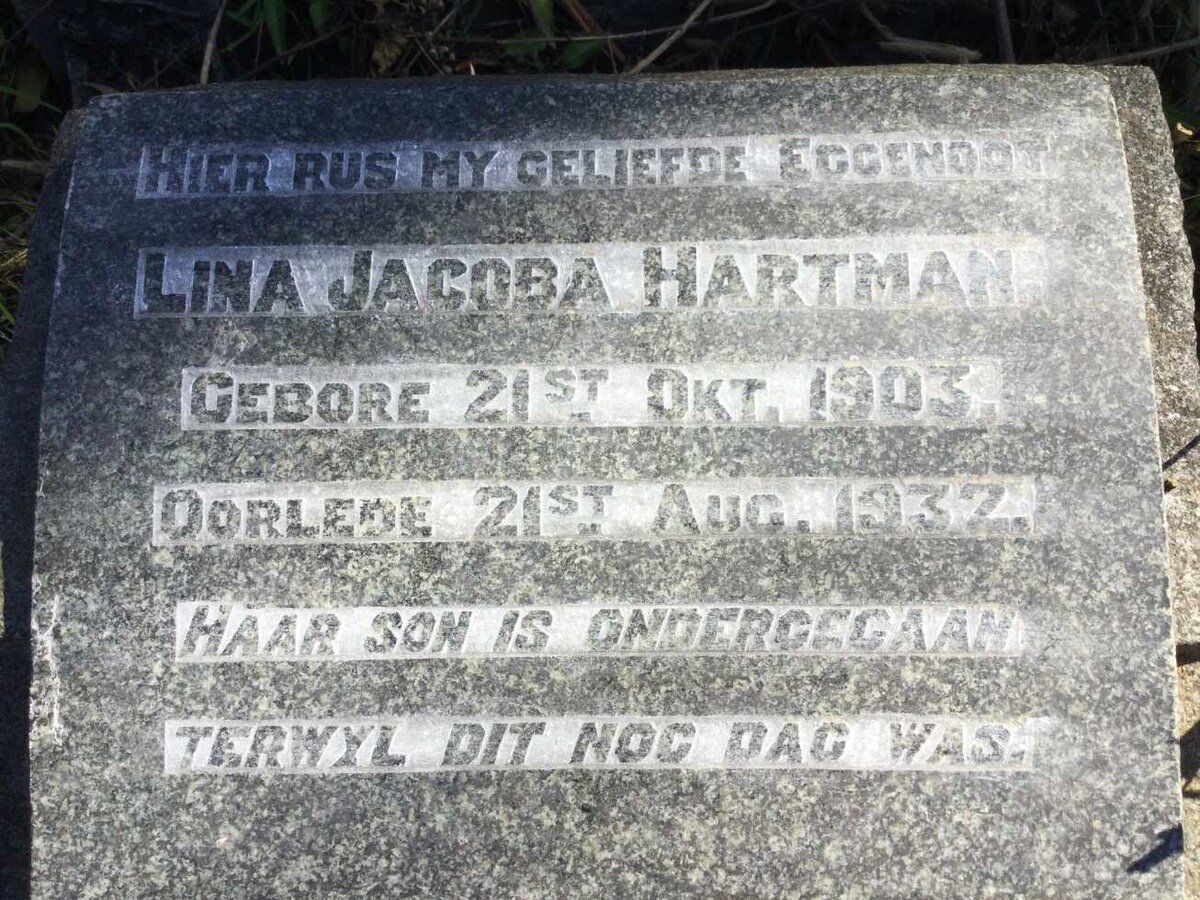 HIER RUS MY GELIEFDE EGGENOOT
LINA JACOBA HARTMAN.
GEBORE 21ST OKT. 1903.
OORLEDE 21ST AUG. 1932.
HAAR SON IS ONDERGEGAAN
TERWYL DIT NOG DAG WAS.